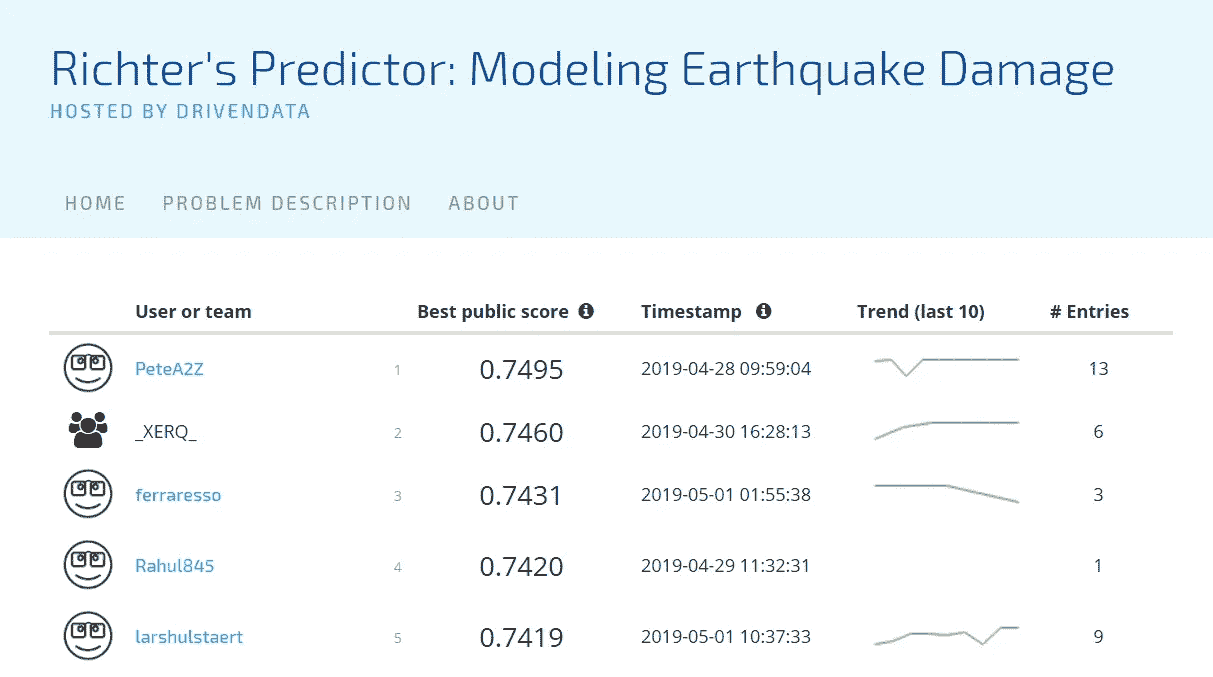 Richter's Predictor: Modeling Earthquake Damage
HOSTED BY DRIVENDATA
HOME PROBLEM DESCRIPTION ABOUT
User or team Best public score Timestamp Trend (last 10) # Entries
PeteA2Z 1 0.7495 2019-04-28 09:59:04 13
_XERQ_ 2 0.7460 2019-04-30 16:28:13 6
ferraresso 3 0.7431 2019-05-01 01:55:38 3
Rahul845 4 0.7420 2019-04-29 11:32:31 1
larshulstaert 5 0.7419 2019-05-01 10:37:33 9